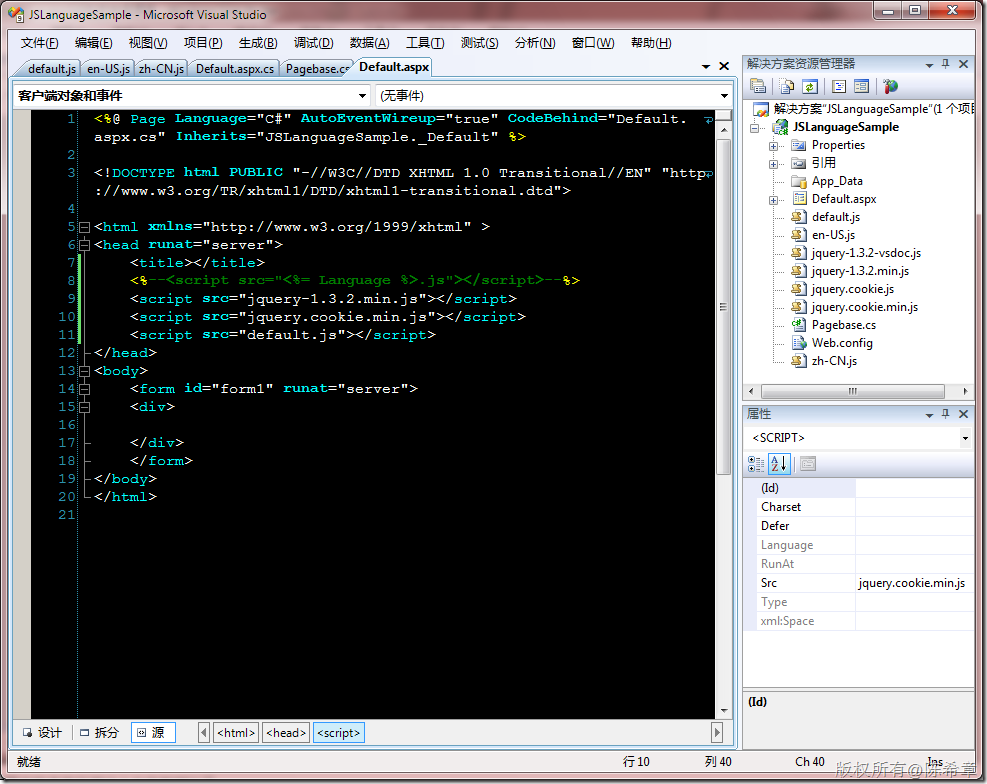 JSLanguageSample - Microsoft Visual Studio
文件(F) 编辑(E) 视图(V) 项目(P) 生成(B) 调试(D) 数据(A) 工具(T) 测试(S) 分析(N) 窗口(W) 帮助(H)
default.js en-US.js zh-CN.js Default.aspx.cs Pagebase.cs Default.aspx
客户端对象和事件 (无事件)
1 <%@ Page Language="C#" AutoEventWireup="true" CodeBehind="Default.
aspx.cs" Inherits="JSLanguageSample._Default" %>
2
3 <!DOCTYPE html PUBLIC "-//W3C//DTD XHTML 1.0 Transitional//EN" "http
://www.w3.org/TR/xhtml1/DTD/xhtml1-transitional.dtd">
4
5 <html xmlns="http://www.w3.org/1999/xhtml" >
6 <head runat="server">
7 <title></title>
8 <%--<script src="<%= Language %>.js"></script>--%>
9 <script src="jquery-1.3.2.min.js"></script>
10 <script src="jquery.cookie.min.js"></script>
11 <script src="default.js"></script>
12 </head>
13 <body>
14 <form id="form1" runat="server">
15 <div>
16
17 </div>
18 </form>
19 </body>
20 </html>
21
设计 拆分 源 <html> <head> <script>
解决方案资源管理器
解决方案"JSLanguageSample"(1 个项
JSLanguageSample
Properties
引用
App_Data
Default.aspx
default.js
en-US.js
jquery-1.3.2-vsdoc.js
jquery-1.3.2.min.js
jquery.cookie.js
jquery.cookie.min.js
Pagebase.cs
Web.config
zh-CN.js
属性
<SCRIPT>
(Id)
Charset
Defer
Language
RunAt
Src jquery.cookie.min.js
Type
xml:Space
(Id)
就绪 行 10 列 40 Ch 40 Ins
版权所有@陈希章